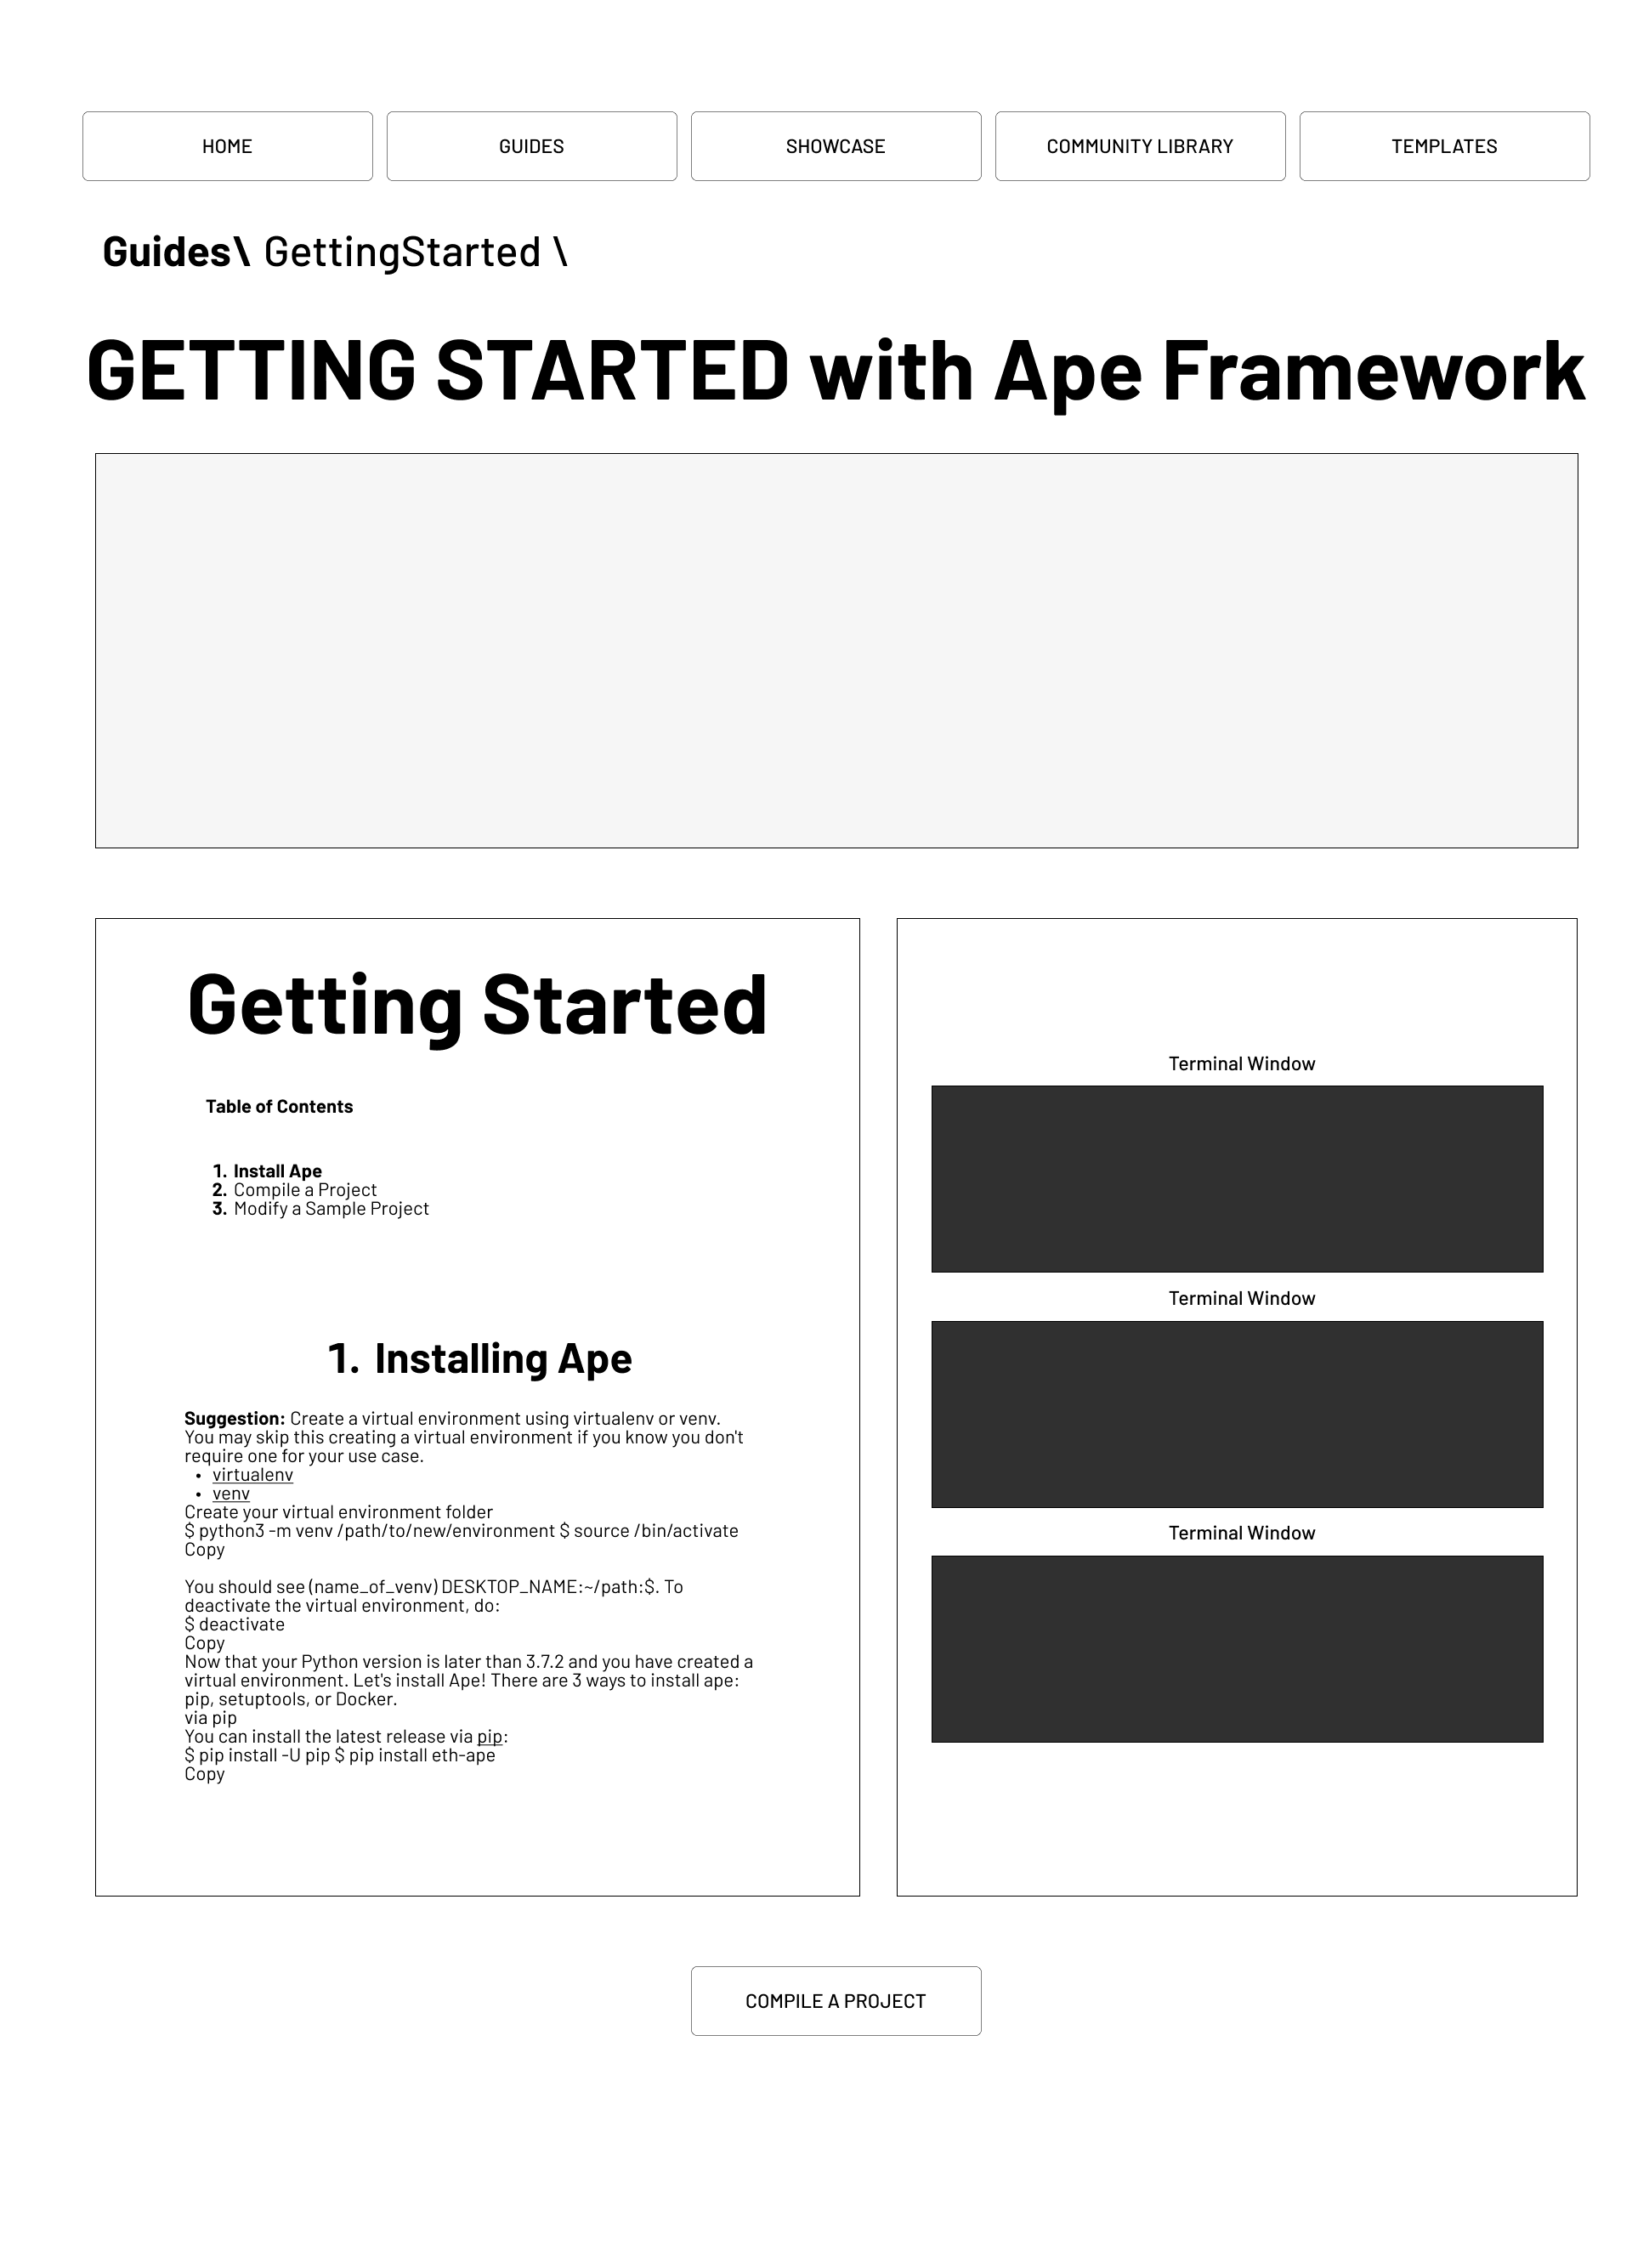 HOME
GUIDES
SHOWCASE
COMMUNITY LIBRARY
TEMPLATES
Guides\ GettingStarted \
GETTING STARTED with Ape Framework
Getting Started
Table of Contents
1. Install Ape
2. Compile a Project
3. Modify a Sample Project
1. Installing Ape
Suggestion: Create a virtual environment using virtualenv or venv.
You may skip this creating a virtual environment if you know you don't
require one for your use case.
• virtualenv
• venv
Create your virtual environment folder
$ python3 -m venv /path/to/new/environment $ source /bin/activate
Copy
You should see (name_of_venv) DESKTOP_NAME:~/path:$. To
deactivate the virtual environment, do:
$ deactivate
Copy
Now that your Python version is later than 3.7.2 and you have created a
virtual environment. Let's install Ape! There are 3 ways to install ape:
pip, setuptools, or Docker.
via pip
You can install the latest release via pip:
$ pip install -U pip $ pip install eth-ape
Copy
Terminal Window
Terminal Window
Terminal Window
COMPILE A PROJECT